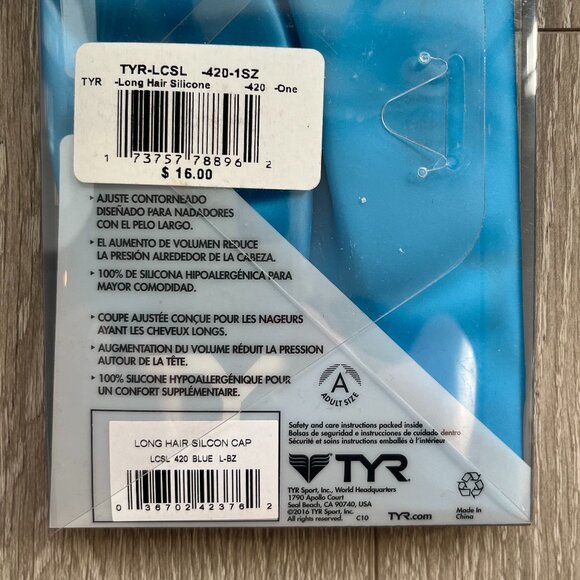 TYR-LCSL -420-1SZ
TYR -Long Hair Silicone -420 -One
1 73757 78896 2
$ 16.00
▸ AJUSTE CONTORNEADO
DISEÑADO PARA NADADORES
CON EL PELO LARGO.
▸ EL AUMENTO DE VOLUMEN REDUCE
LA PRESIÓN ALREDEDOR DE LA CABEZA.
▸ 100% DE SILICONA HIPOALERGÉNICA PARA
MAYOR COMODIDAD.
▸ COUPE AJUSTÉE CONÇUE POUR LES NAGEURS
AYANT LES CHEVEUX LONGS.
▸ AUGMENTATION DU VOLUME RÉDUIT LA PRESSION
AUTOUR DE LA TÊTE.
▸ 100% SILICONE HYPOALLERGÉNIQUE POUR
UN CONFORT SUPPLÉMENTAIRE.
A
ADULT SIZE
LONG HAIR SILCON CAP
LCSL 420 BLUE L-BZ
0 36702 42376 2
Safety and care instructions packed inside
Bolsas de seguridad e instrucciones de cuidado dentro
Sécurité et soins instructions emballés à l'intérieur
TYR
TYR Sport, Inc., World Headquarters
1790 Apollo Court
Seal Beach, CA 90740, USA
©2016 TYR Sport, Inc.
All rights reserved. C10
TYR.com
Made in
China